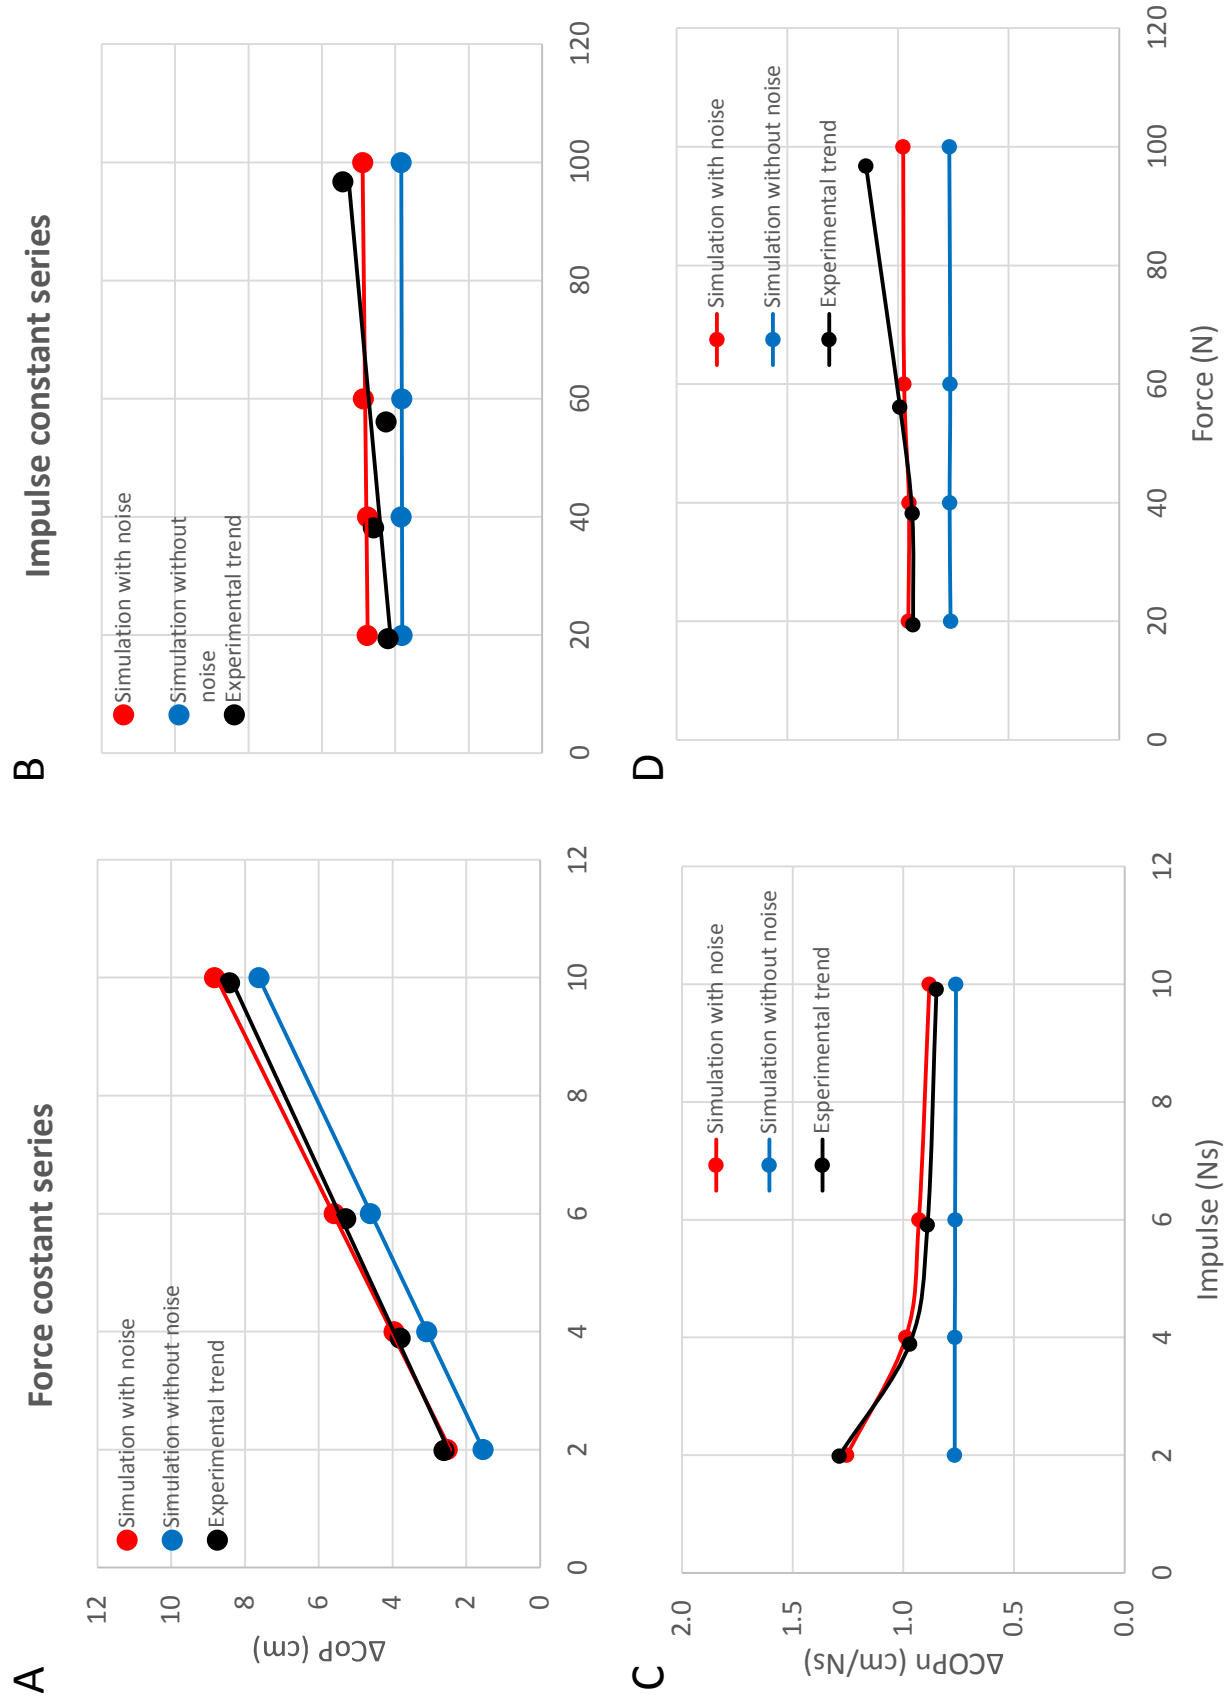 A
Force costant series
12
10
8
6
4
2
0
ΔCoP (cm)
Simulation with noise
Simulation without noise
Experimental trend
0
2
4
6
8
10
12
B
Impulse constant series
Simulation with noise
Simulation without
noise
Experimental trend
0
20
40
60
80
100
120
C
2.0
1.5
1.0
0.5
0.0
ΔCOPn (cm/Ns)
Simulation with noise
Simulation without noise
Esperimental trend
0
2
4
6
8
10
12
Impulse (Ns)
D
Simulation with noise
Simulation without noise
Experimental trend
0
20
40
60
80
100
120
Force (N)